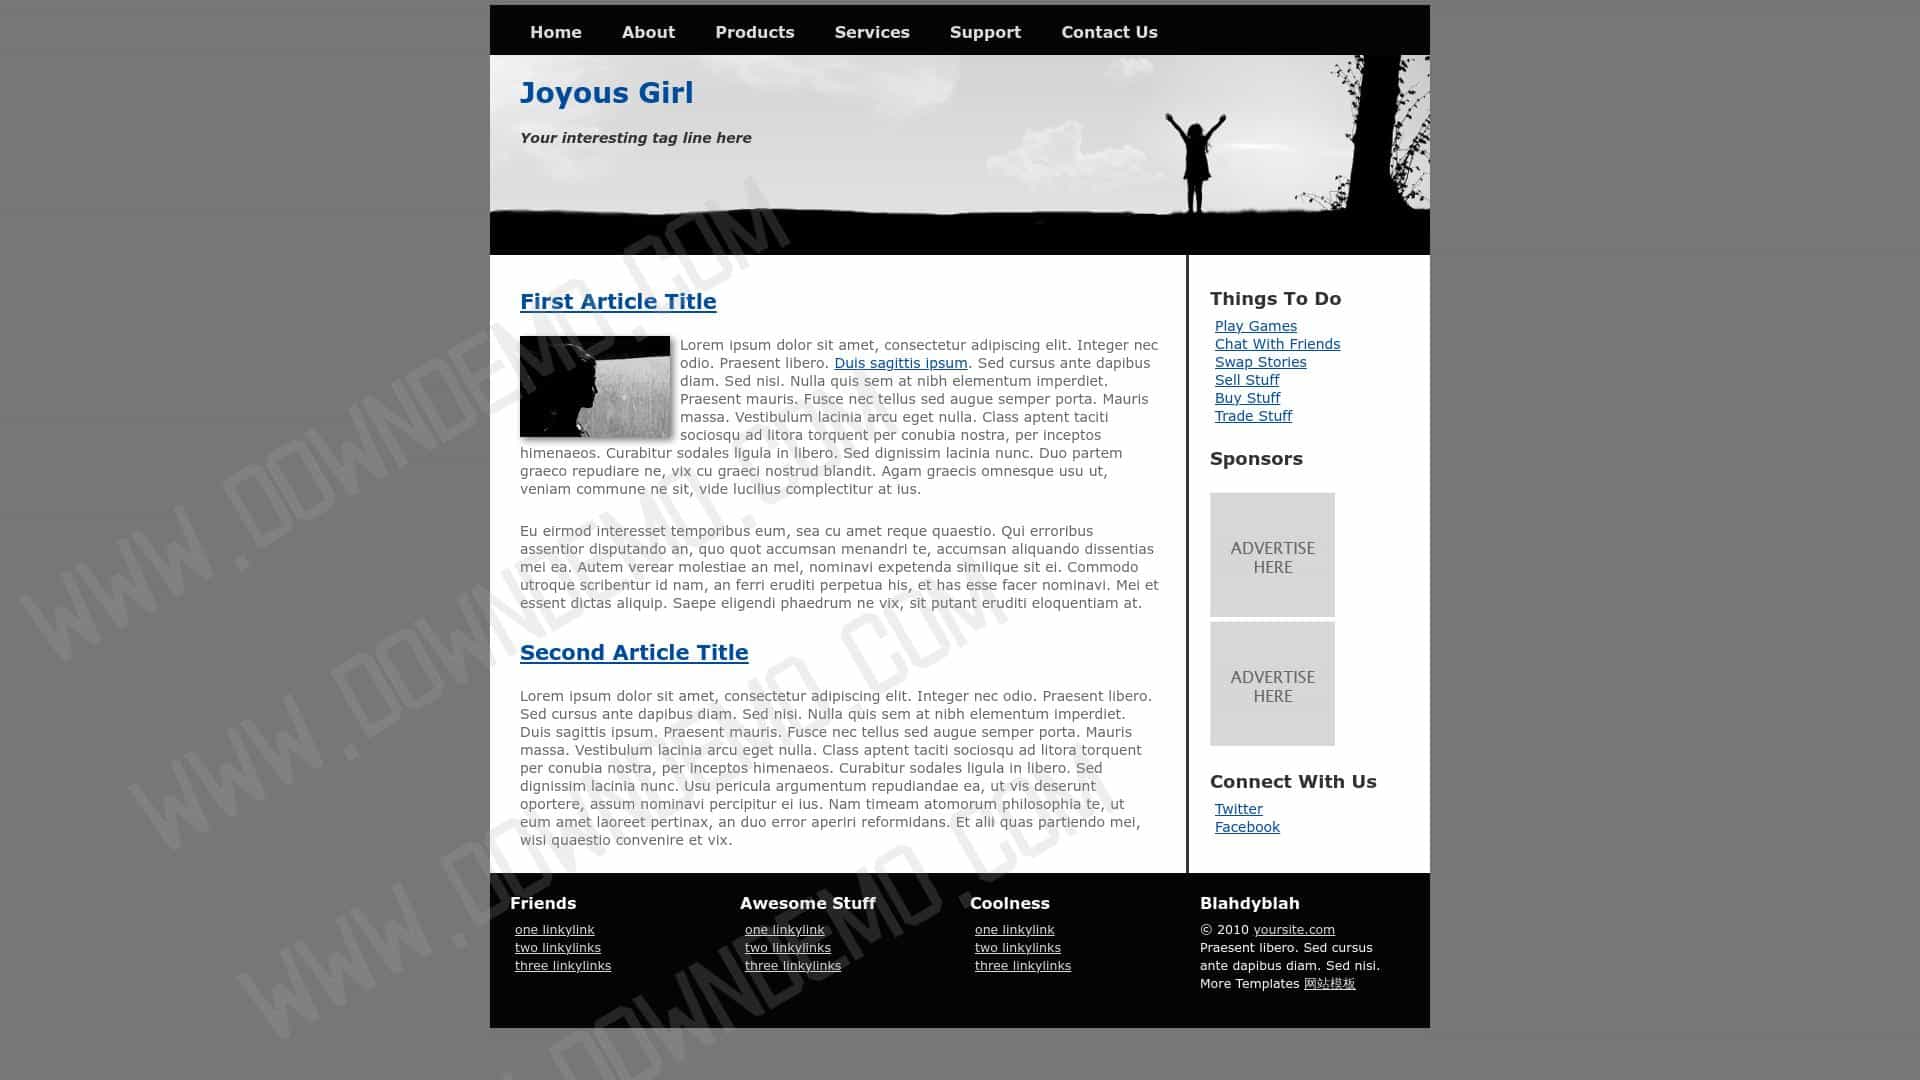 Home About Products Services Support Contact Us
Joyous Girl
Your interesting tag line here
First Article Title
Lorem ipsum dolor sit amet, consectetur adipiscing elit. Integer nec
odio. Praesent libero. Duis sagittis ipsum. Sed cursus ante dapibus
diam. Sed nisi. Nulla quis sem at nibh elementum imperdiet.
Praesent mauris. Fusce nec tellus sed augue semper porta. Mauris
massa. Vestibulum lacinia arcu eget nulla. Class aptent taciti
sociosqu ad litora torquent per conubia nostra, per inceptos
himenaeos. Curabitur sodales ligula in libero. Sed dignissim lacinia nunc. Duo partem
graeco repudiare ne, vix cu graeci nostrud blandit. Agam graecis omnesque usu ut,
veniam commune ne sit, vide lucilius complectitur at ius.
Eu eirmod interesset temporibus eum, sea cu amet reque quaestio. Qui erroribus
assentior disputando an, quo quot accumsan menandri te, accumsan aliquando dissentias
mei ea. Autem verear molestiae an mel, nominavi expetenda similique sit ei. Commodo
utroque scribentur id nam, an ferri eruditi perpetua his, et has esse facer nominavi. Mei et
essent dictas aliquip. Saepe eligendi phaedrum ne vix, sit putant eruditi eloquentiam at.
Second Article Title
Lorem ipsum dolor sit amet, consectetur adipiscing elit. Integer nec odio. Praesent libero.
Sed cursus ante dapibus diam. Sed nisi. Nulla quis sem at nibh elementum imperdiet.
Duis sagittis ipsum. Praesent mauris. Fusce nec tellus sed augue semper porta. Mauris
massa. Vestibulum lacinia arcu eget nulla. Class aptent taciti sociosqu ad litora torquent
per conubia nostra, per inceptos himenaeos. Curabitur sodales ligula in libero. Sed
dignissim lacinia nunc. Usu pericula argumentum repudiandae ea, ut vis deserunt
oportere, assum nominavi percipitur ei ius. Nam timeam atomorum philosophia te, ut
eum amet laoreet pertinax, an duo error aperiri reformidans. Et alii quas partiendo mei,
wisi quaestio convenire et vix.
Things To Do
Play Games
Chat With Friends
Swap Stories
Sell Stuff
Buy Stuff
Trade Stuff
Sponsors
ADVERTISE
HERE
ADVERTISE
HERE
Connect With Us
Twitter
Facebook
Friends
one linkylink
two linkylinks
three linkylinks
Awesome Stuff
one linkylink
two linkylinks
three linkylinks
Coolness
one linkylink
two linkylinks
three linkylinks
Blahdyblah
© 2010 yoursite.com
Praesent libero. Sed cursus
ante dapibus diam. Sed nisi.
More Templates 网站模板
WWW.DOWNDEMO.COM
WWW.DOWNDEMO.COM
WWW.DOWNDEMO.COM
.DOWNDEMO.COM